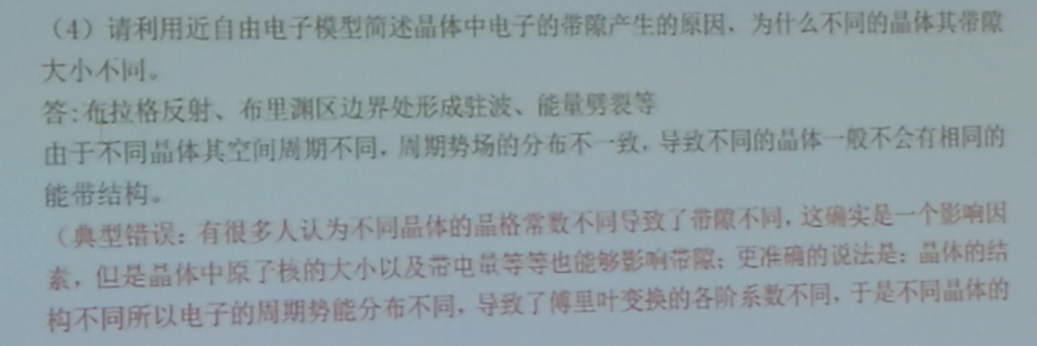 （4）请利用近自由电子模型简述晶体中电子的带隙产生的原因，为什么不同的晶体其带隙
大小不同。
答：布拉格反射、布里渊区边界处形成驻波、能量劈裂等
由于不同晶体其空间周期不同，周期势场的分布不一致，导致不同的晶体一般不会有相同的
能带结构。
（典型错误：有很多人认为不同晶体的晶格常数不同导致了带隙不同，这确实是一个影响因
素，但是晶体中原子核的大小以及带电量等等也能够影响带隙；更准确的说法是：晶体的结
构不同所以电子的周期势能分布不同，导致了傅里叶变换的各阶系数不同，于是不同晶体的